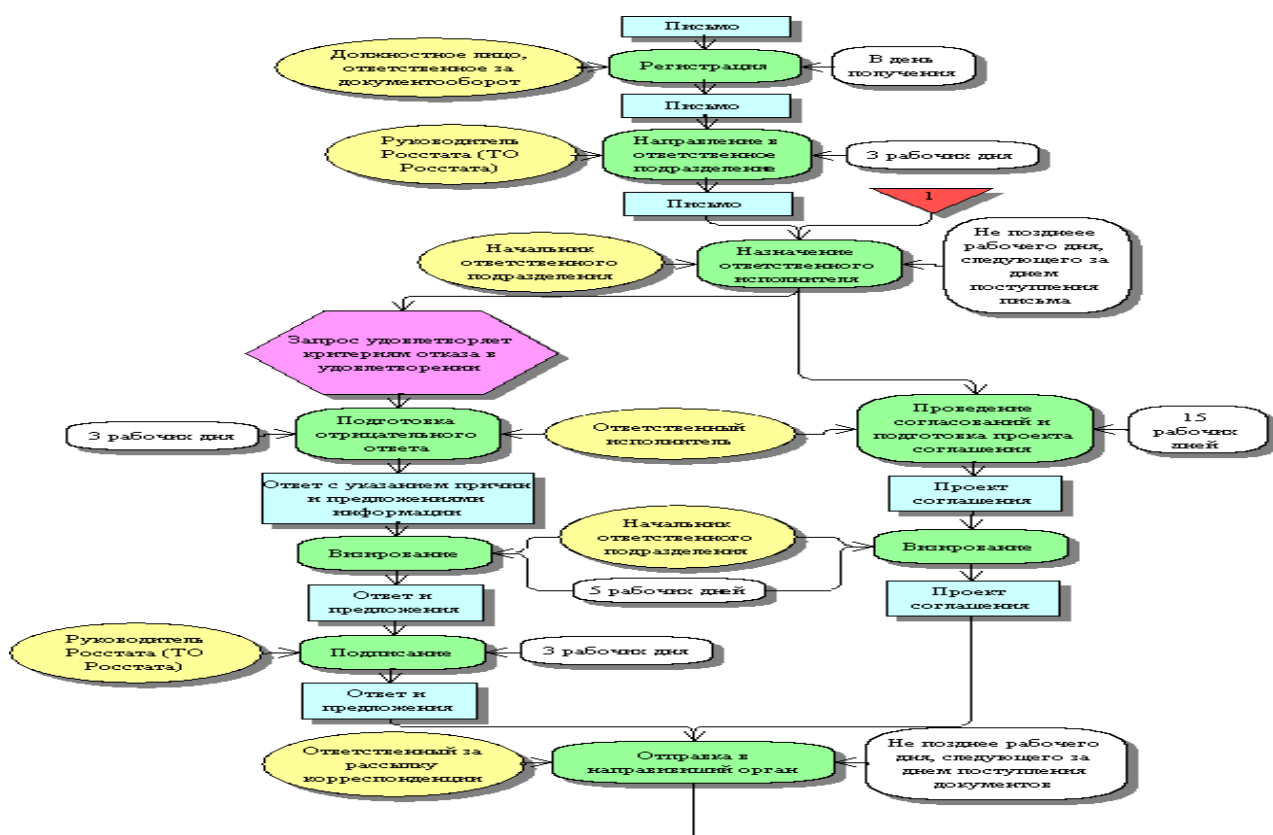 Письмо
Должностное лицо,
ответственное за
документооборот
Регистрация
В день
получения
Письмо
Руководитель
Росстата (ТО
Росстата)
Направление в
ответственное
подразделение
3 рабочих дня
Письмо
1
Начальник
ответственного
подразделения
Назначение
ответственного
исполнителя
Не позднеее
рабочего дня,
следующего за
днем
поступления
письма
Запрос удовлетворяет
критериям отказа в
удовлетворении
3 рабочих дня
Подготовка
отрицательного
ответа
Ответственный
исполнитель
Проведение
согласований и
подготовка проекта
соглашения
15
рабочих
дней
Ответ с указанием причин
и предложениями
информации
Проект
соглашения
Визирование
Начальник
ответственного
подразделения
Визирование
5 рабочих дней
Ответ и
предложения
Проект
соглашения
Руководитель
Росстата (ТО
Росстата)
Подписание
3 рабочих дня
Ответ и
предложения
Ответственный за
рассылку
корреспонденции
Отправка в
направивший орган
Не позднее рабочего
дня, следующего за
днем поступления
документов